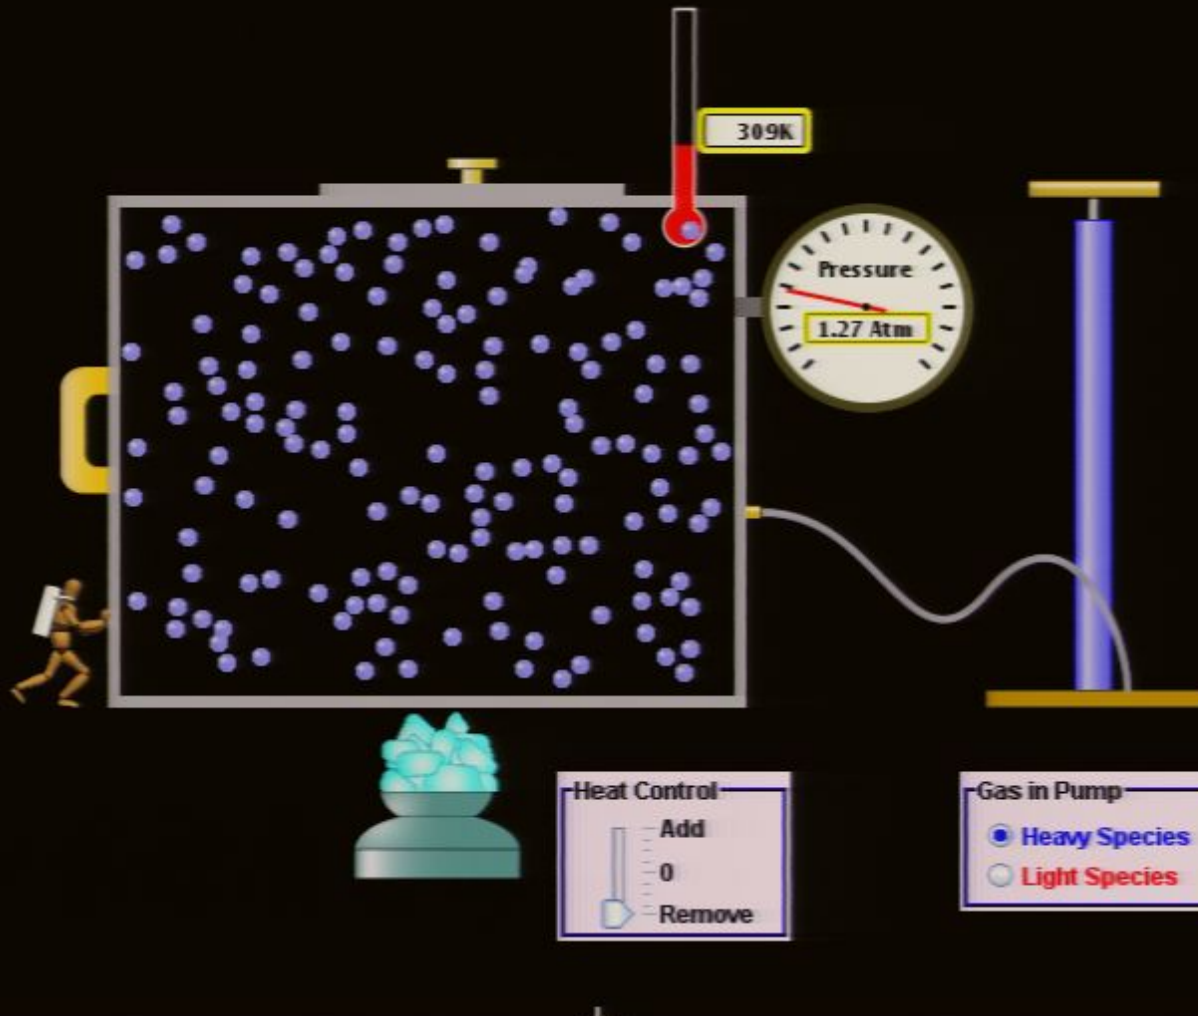 309K
Pressure
1.27 Atm
Heat Control
Add
0
Remove
Gas in Pump
Heavy Species
Light Species